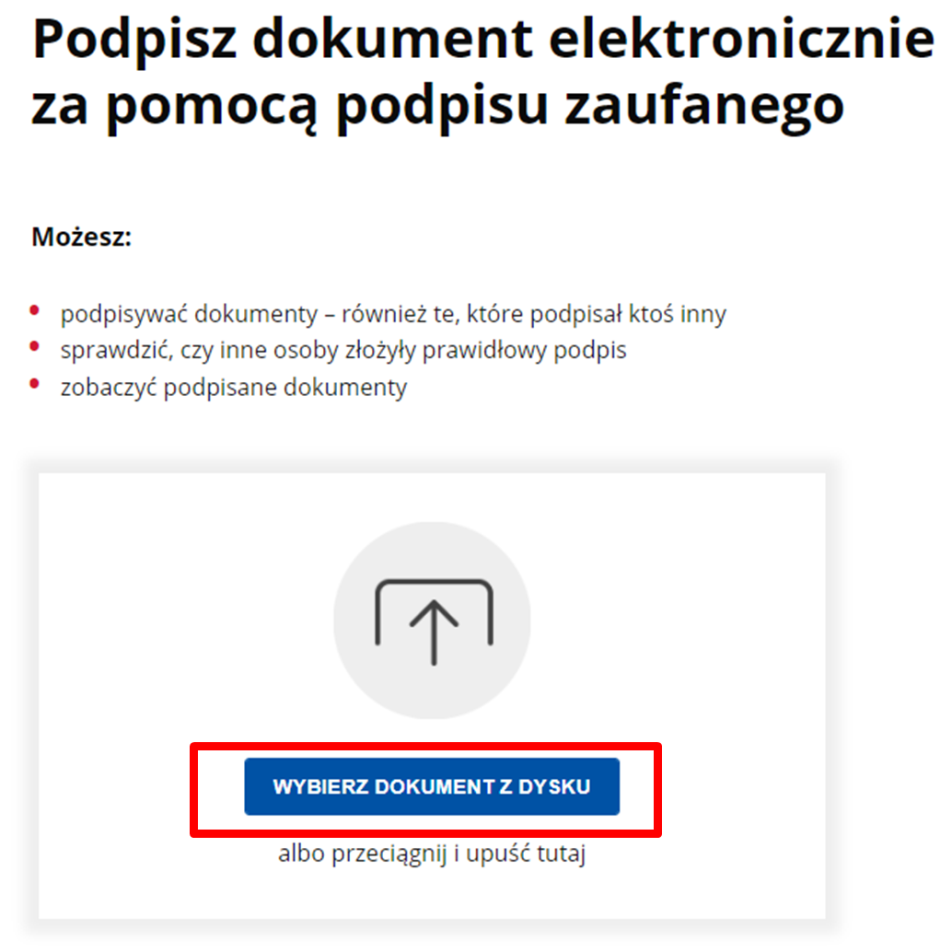 Podpisz dokument elektronicznie
za pomocą podpisu zaufanego
Możesz:
podpisywać dokumenty – również te, które podpisał ktoś inny
sprawdzić, czy inne osoby złożyły prawidłowy podpis
zobaczyć podpisane dokumenty
WYBIERZ DOKUMENT Z DYSKU
albo przeciągnij i upuść tutaj